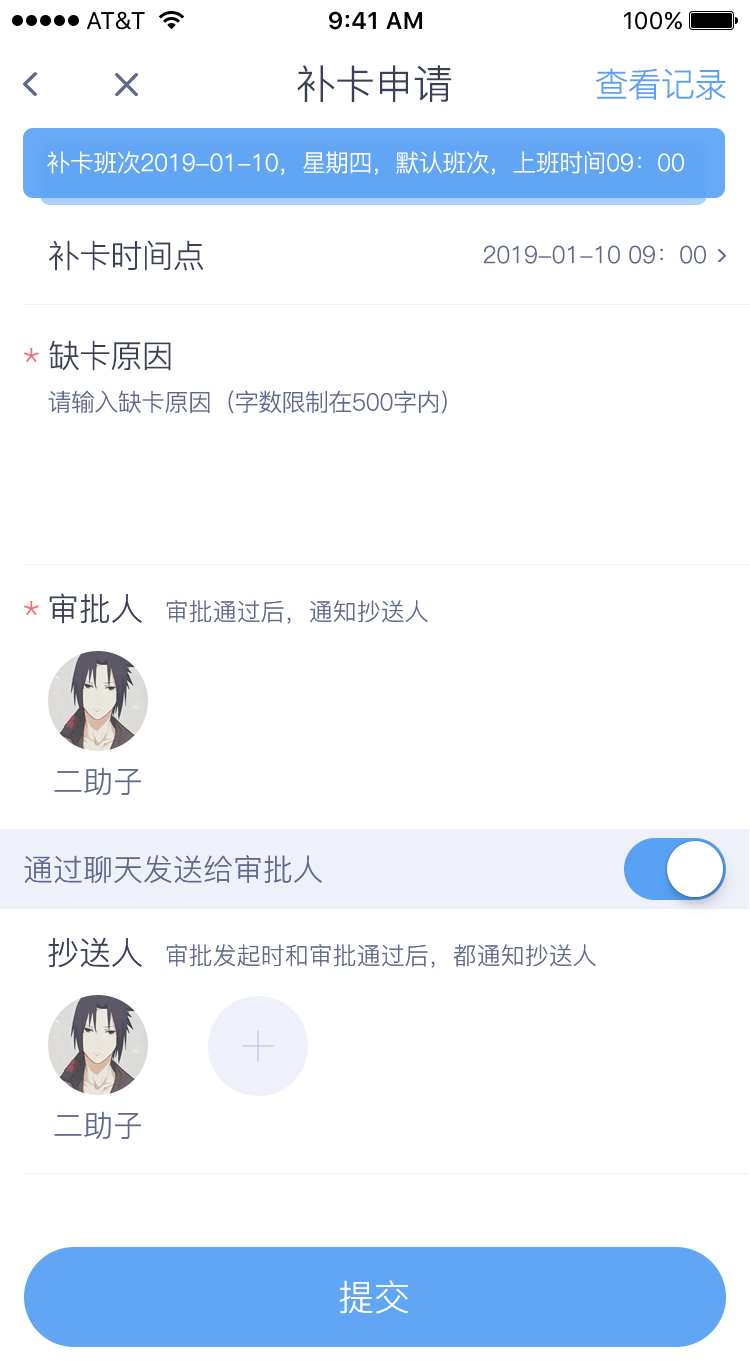 AT&T 9:41 AM 100%
补卡申请 查看记录
补卡班次2019-01-10，星期四，默认班次，上班时间09：00
补卡时间点 2019-01-10 09：00
* 缺卡原因
请输入缺卡原因（字数限制在500字内）
* 审批人 审批通过后，通知抄送人
二助子
通过聊天发送给审批人
抄送人 审批发起时和审批通过后，都通知抄送人
二助子
提交